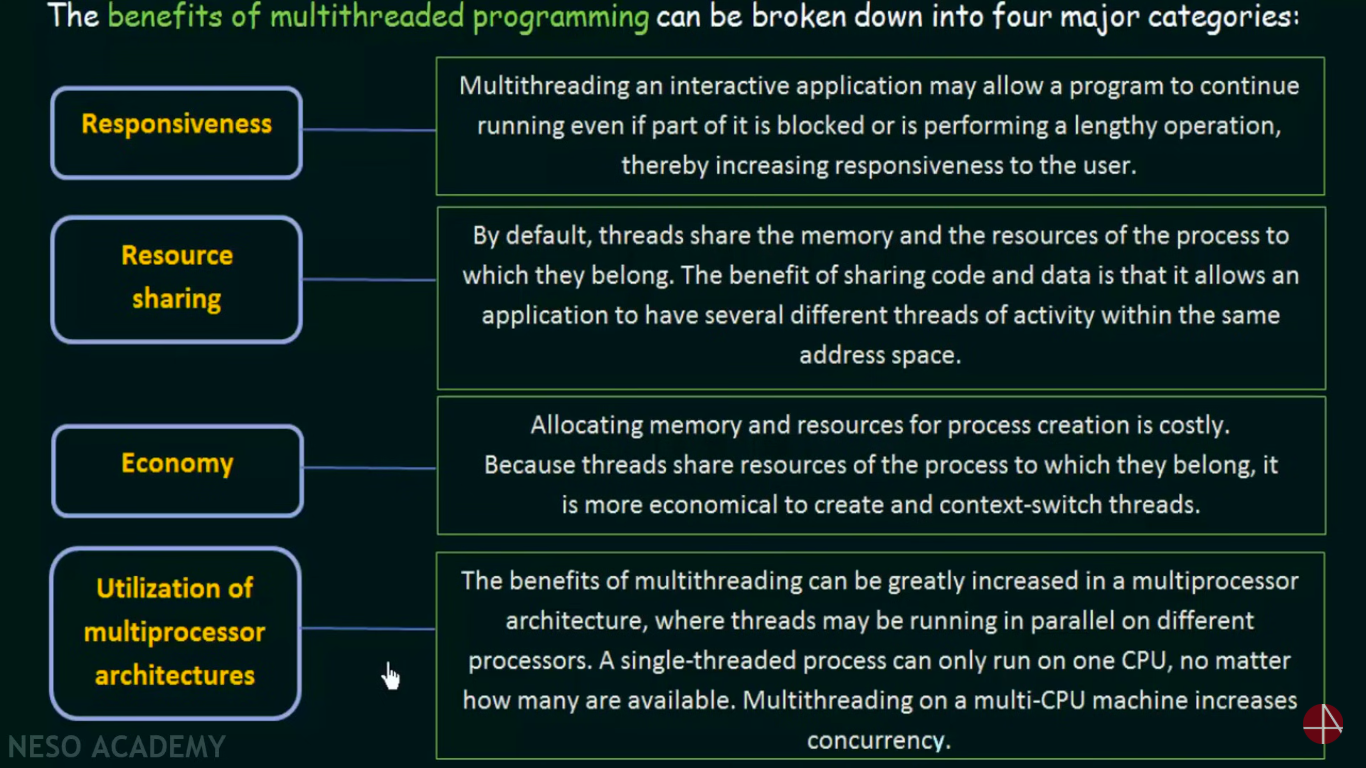 The benefits of multithreaded programming can be broken down into four major categories:
Responsiveness
Multithreading an interactive application may allow a program to continue
running even if part of it is blocked or is performing a lengthy operation,
thereby increasing responsiveness to the user.
Resource
sharing
By default, threads share the memory and the resources of the process to
which they belong. The benefit of sharing code and data is that it allows an
application to have several different threads of activity within the same
address space.
Economy
Allocating memory and resources for process creation is costly.
Because threads share resources of the process to which they belong, it
is more economical to create and context-switch threads.
Utilization of
multiprocessor
architectures
The benefits of multithreading can be greatly increased in a multiprocessor
architecture, where threads may be running in parallel on different
processors. A single-threaded process can only run on one CPU, no matter
how many are available. Multithreading on a multi-CPU machine increases
concurrency.
NESO ACADEMY